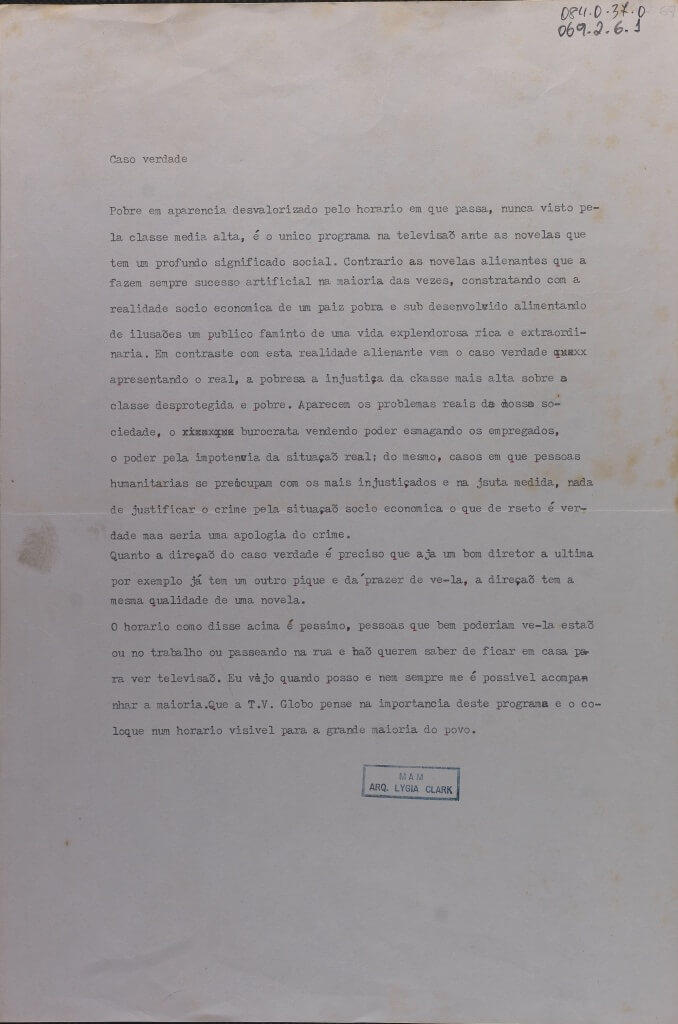 084.0.37.0
069.2.6.1
Caso verdade
Pobre em aparencia desvalorizado pelo horario em que passa, nunca visto pe-
la classe media alta, é o unico programa na televisaõ ante as novelas que
tem um profundo significado social. Contrario as novelas alienantes que a
fazem sempre sucesso artificial na maioria das vezes, constratando com a
realidade socio economica de um paiz pobra e sub desenvolvido alimentando
de ilusaões um publico faminto de uma vida explendorosa rica e extraordi-
naria. Em contraste com esta realidade alienante vem o caso verdade
apresentando o real, a pobresa a injustiça da ckasse mais alta sobre a
classe desprotegida e pobre. Aparecem os problemas reais da nossa so-
ciedade, o burocrata vendendo poder esmagando os empregados,
o poder pela impotenvia da situaçaõ real; do mesmo, casos em que pessoas
humanitarias se preócupam com os mais injustiçados e na jsuta medida, nada
de justificar o crime pela situaçaõ socio economica o que de rseto é ver-
dade mas seria uma apologia do crime.
Quanto a direçaõ do caso verdade é preciso que aja um bom diretor a ultima
por exemplo já tem um outro pique e da´prazer de ve-la, a direçaõ tem a
mesma qualidade de uma novela.
O horario como disse acima é pessimo, pessoas que bem poderiam ve-la estaõ
ou no trabalho ou passeando na rua e naõ querem saber de ficar em casa pa-
ra ver televisaõ. Eu vejo quando posso e nem sempre me é possivel acompan
nhar a maioria.Que a T.V. Globo pense na importancia deste programa e o co-
loque num horario visivel para a grande maioria do povo.
MAM
ARQ. LYGIA CLARK